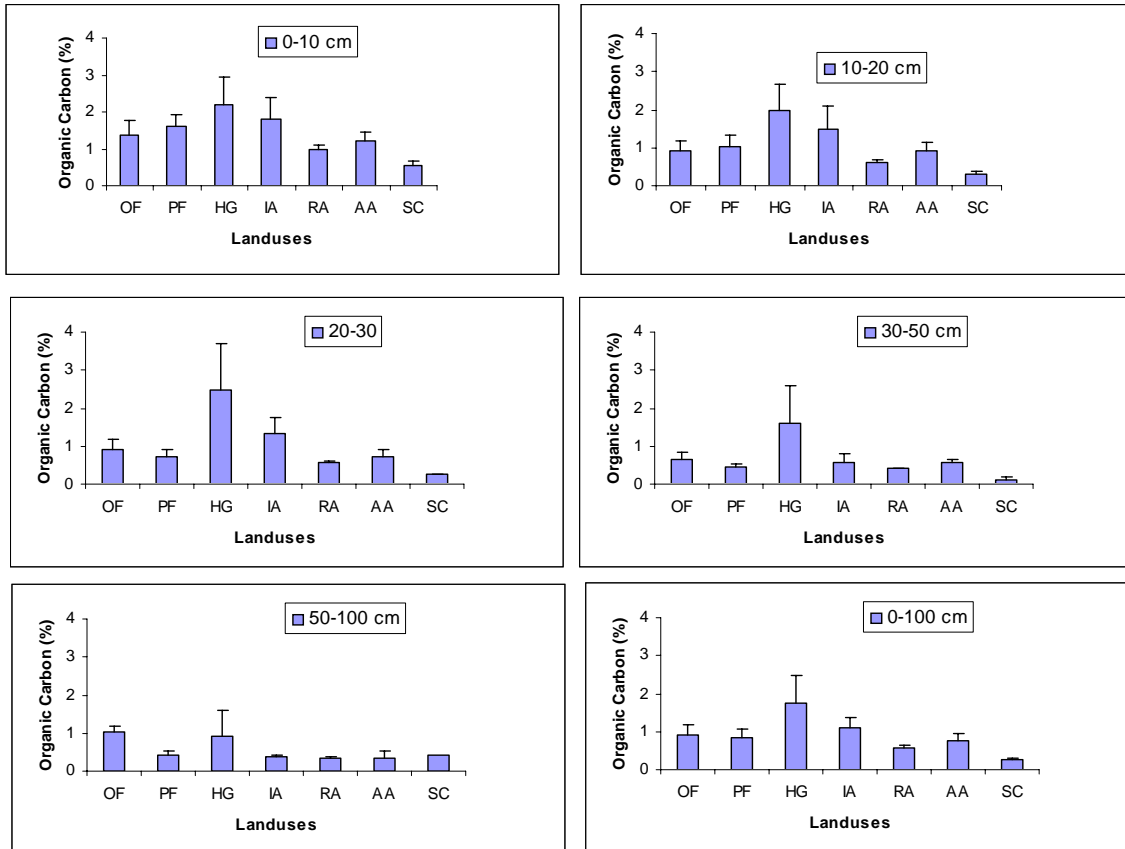 0-10 cm
Organic Carbon (%)
4
3
2
1
0
OF PF HG IA RA AA SC
Landuses
10-20 cm
Organic Carbon (%)
4
3
2
1
0
OF PF HG IA RA AA SC
Landuses
20-30
Organic Carbon (%)
4
3
2
1
0
OF PF HG IA RA AA SC
Landuses
30-50 cm
Organic Carbon (%)
4
3
2
1
0
OF PF HG IA RA AA SC
Landuses
50-100 cm
Organic Carbon (%)
4
3
2
1
0
OF PF HG IA RA AA SC
Landuses
0-100 cm
Organic Carbon (%)
4
3
2
1
0
OF PF HG IA RA AA SC
Landuses